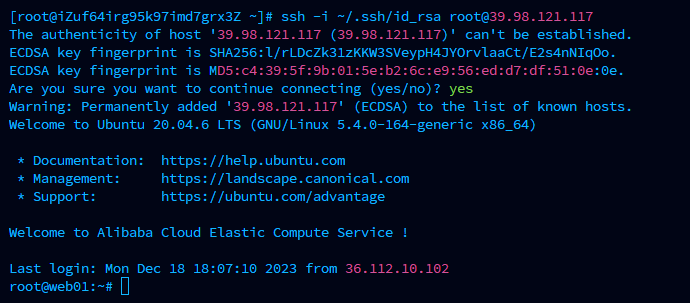 [root@iZuf64irg95k97imd7grx3Z ~]# ssh -i ~/.ssh/id_rsa root@39.98.121.117
The authenticity of host '39.98.121.117 (39.98.121.117)' can't be established.
ECDSA key fingerprint is SHA256:l/rLDcZk31zKKW3SVeypH4JYOrvlaaCt/E2s4nNIqOo.
ECDSA key fingerprint is MD5:c4:39:5f:9b:01:5e:b2:6c:e9:56:ed:d7:df:51:0e:0e.
Are you sure you want to continue connecting (yes/no)? yes
Warning: Permanently added '39.98.121.117' (ECDSA) to the list of known hosts.
Welcome to Ubuntu 20.04.6 LTS (GNU/Linux 5.4.0-164-generic x86_64)
* Documentation:  https://help.ubuntu.com
* Management:     https://landscape.canonical.com
* Support:        https://ubuntu.com/advantage
Welcome to Alibaba Cloud Elastic Compute Service !
Last login: Mon Dec 18 18:07:10 2023 from 36.112.10.102
root@web01:~#